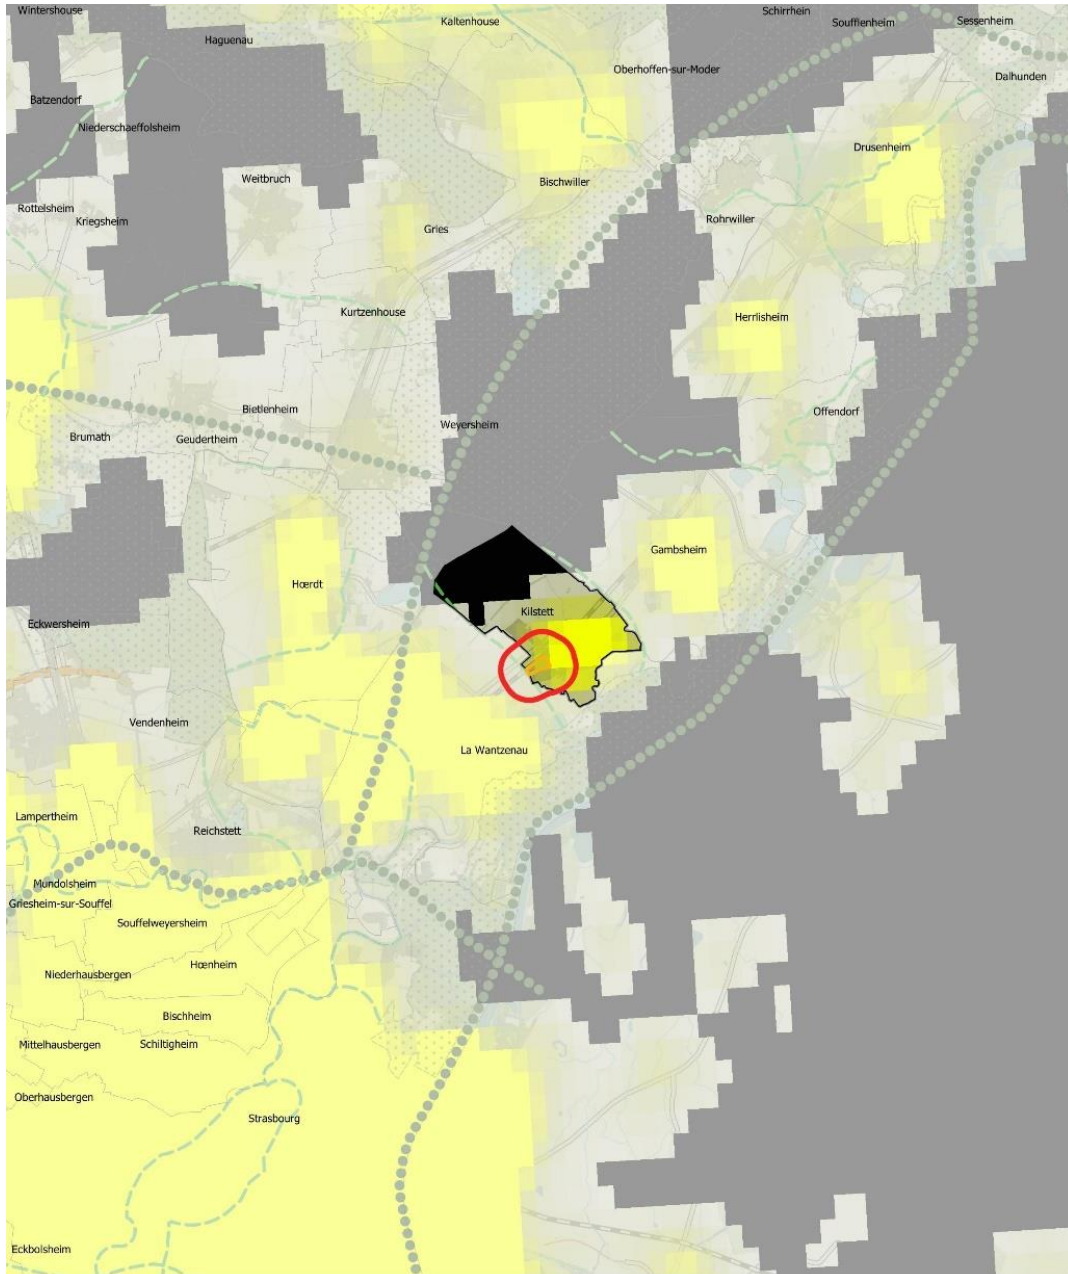 Wintershouse
Kaltenhouse
Schirrhein
Soufflenheim
Sessenheim
Haguenau
Oberhoffen-sur-Moder
Dalhunden
Batzendorf
Niederschaeffolsheim
Drusenheim
Weitbruch
Bischwiller
Rottelsheim
Kriegsheim
Gries
Rohrwiller
Kurtzenhouse
Herrlisheim
Bietlenheim
Offendorf
Brumath
Geudertheim
Weyersheim
Gambsheim
Hœrdt
Kilstett
Eckwersheim
Vendenheim
La Wantzenau
Lampertheim
Reichstett
Mundolsheim
Griesheim-sur-Souffel
Souffelweyersheim
Niederhausbergen
Hœnheim
Bischheim
Mittelhausbergen
Schiltigheim
Oberhausbergen
Strasbourg
Eckbolsheim